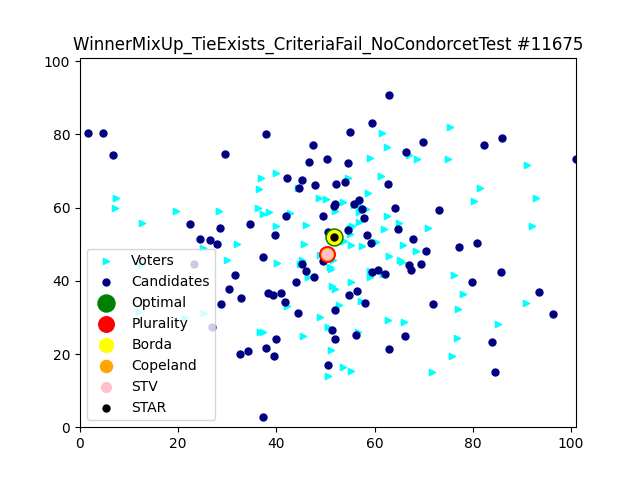 WinnerMixUp_TieExists_CriteriaFail_NoCondorcetTest #11675
100
80
60
40
20
0
Voters
Candidates
Optimal
Plurality
Borda
Copeland
STV
STAR
0 20 40 60 80 100